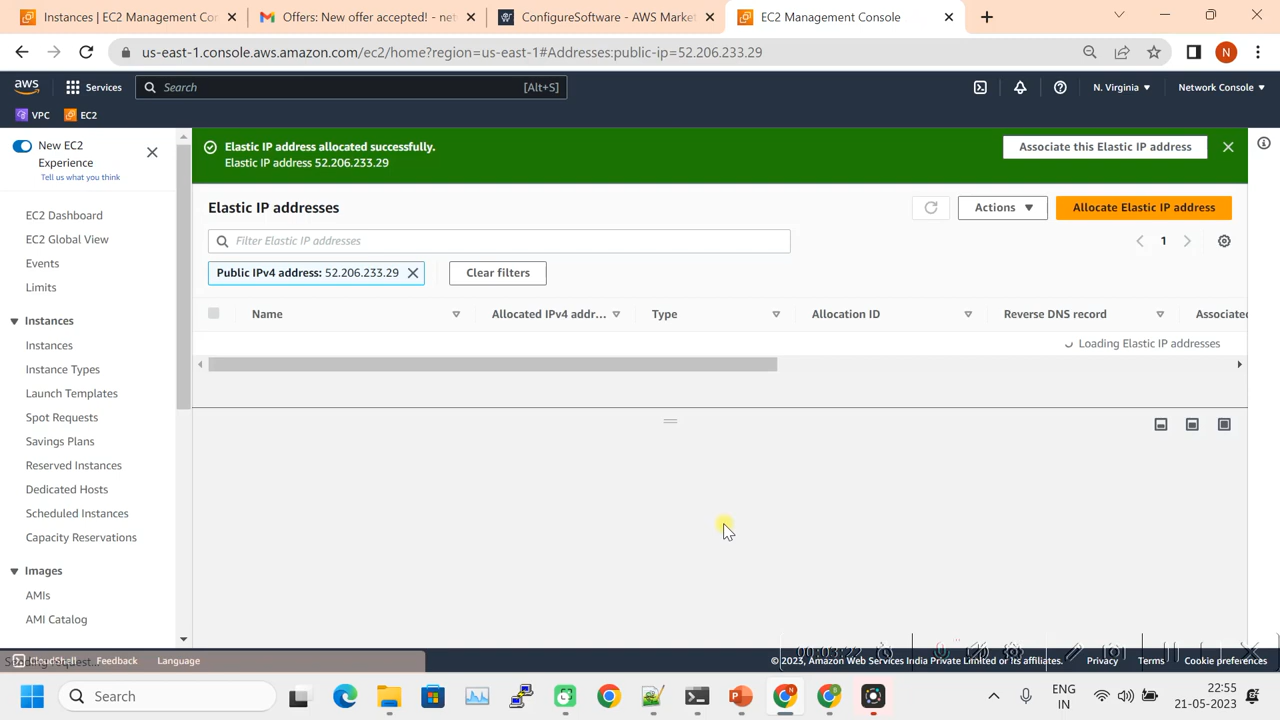 Instances | EC2 Management Con
Offers: New offer accepted! - net
ConfigureSoftware - AWS Market
EC2 Management Console
us-east-1.console.aws.amazon.com/ec2/home?region=us-east-1#Addresses:public-ip=52.206.233.29
N
aws
Services
Search
[Alt+S]
N. Virginia
Network Console
VPC
EC2
New EC2
Experience
Tell us what you think
Elastic IP address allocated successfully.
Elastic IP address 52.206.233.29
Associate this Elastic IP address
Elastic IP addresses
Actions
Allocate Elastic IP address
Filter Elastic IP addresses
1
Public IPv4 address: 52.206.233.29
Clear filters
Name
Allocated IPv4 addr...
Type
Allocation ID
Reverse DNS record
Associated
Loading Elastic IP addresses
EC2 Dashboard
EC2 Global View
Events
Limits
Instances
Instances
Instance Types
Launch Templates
Spot Requests
Savings Plans
Reserved Instances
Dedicated Hosts
Scheduled Instances
Capacity Reservations
Images
AMIs
AMI Catalog
00:03:22
CloudShell
Feedback
Language
© 2023, Amazon Web Services India Private Limited or its affiliates.
Privacy
Terms
Cookie preferences
Search
ENG
IN
22:55
21-05-2023